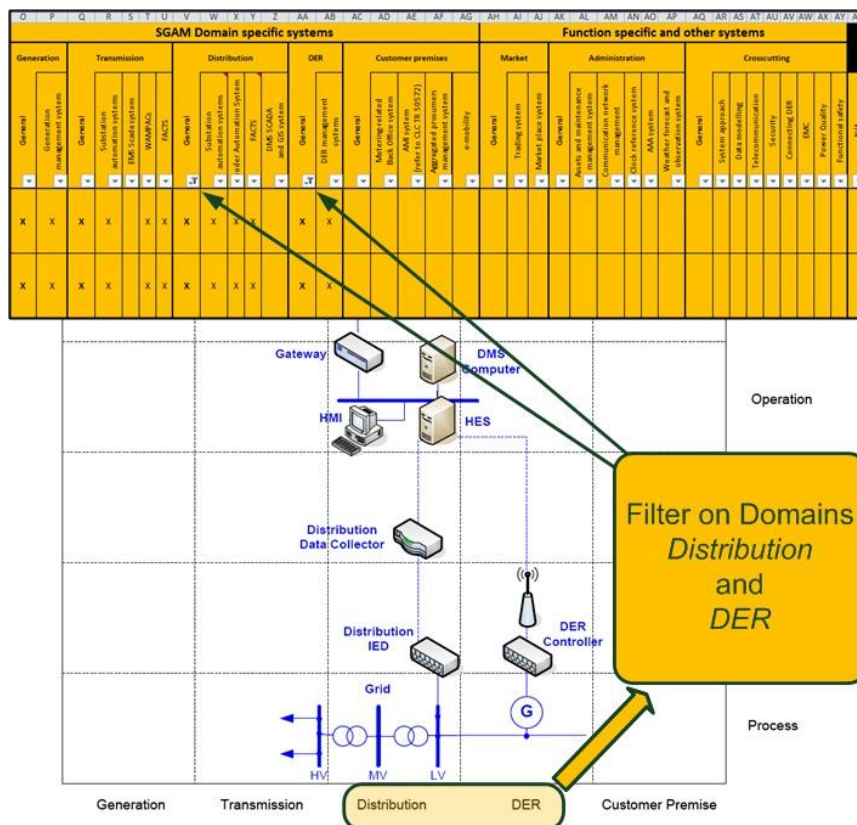 O P Q R S T U V W X Y Z AA AB AC AD AE AF AG AH AI AJ AK AL AM AN AO AP AQ AR AS AT AU AV AW AX AY
SGAM Domain specific systems
Function specific and other systems
Generation
Transmission
Distribution
DER
Customer premises
Market
Administration
Crosscutting
General
Generation
management system
General
Substation
automation systems
EMS Scada system
WAMPACs
FACTS
General
Substation
automation systems
eder Automation System
FACTS
DMS SCADA
and GIS system
General
DER management
systems
General
Metering-related
Back Office system
AMI system
(refer to CLC TR 50572)
Aggregated prosumers
management system
e-mobility
General
Trading system
Market place system
General
Assets and maintenance
management system
Communication network
management
Clock reference system
AAA system
Weather forecast and
observation system
General
System approach
Data modelling
Telecommunication
Security
Connecting DER
EMC
Power Quality
Functional safety
X X X X X X X X X X X X
X X X X X X X X X X X X
Gateway
DMS
Computer
Operation
HMI
HES
Filter on Domains
Distribution
and
DER
Distribution
Data Collector
Distribution
IED
DER
Controller
Grid
G
Process
HV MV LV
Generation Transmission Distribution DER Customer Premise